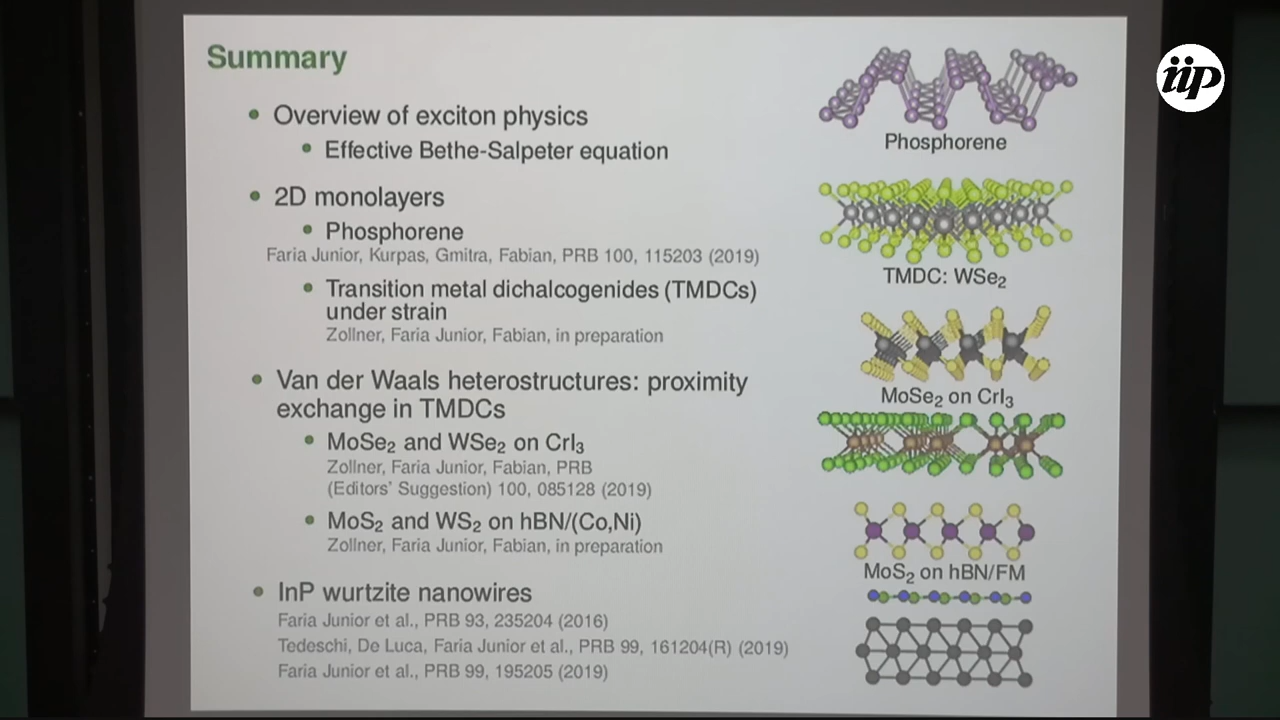 Summary
• Overview of exciton physics
• Effective Bethe-Salpeter equation
• 2D monolayers
• Phosphorene
Faria Junior, Kurpas, Gmitra, Fabian, PRB 100, 115203 (2019)
• Transition metal dichalcogenides (TMDCs)
under strain
Zollner, Faria Junior, Fabian, in preparation
• Van der Waals heterostructures: proximity
exchange in TMDCs
• MoSe₂ and WSe₂ on CrI₃
Zollner, Faria Junior, Fabian, PRB
(Editors' Suggestion) 100, 085128 (2019)
• MoS₂ and WS₂ on hBN/(Co,Ni)
Zollner, Faria Junior, Fabian, in preparation
• InP wurtzite nanowires
Faria Junior et al., PRB 93, 235204 (2016)
Tedeschi, De Luca, Faria Junior et al., PRB 99, 161204(R) (2019)
Faria Junior et al., PRB 99, 195205 (2019)
Phosphorene
TMDC: WSe₂
MoSe₂ on CrI₃
MoS₂ on hBN/FM
iip